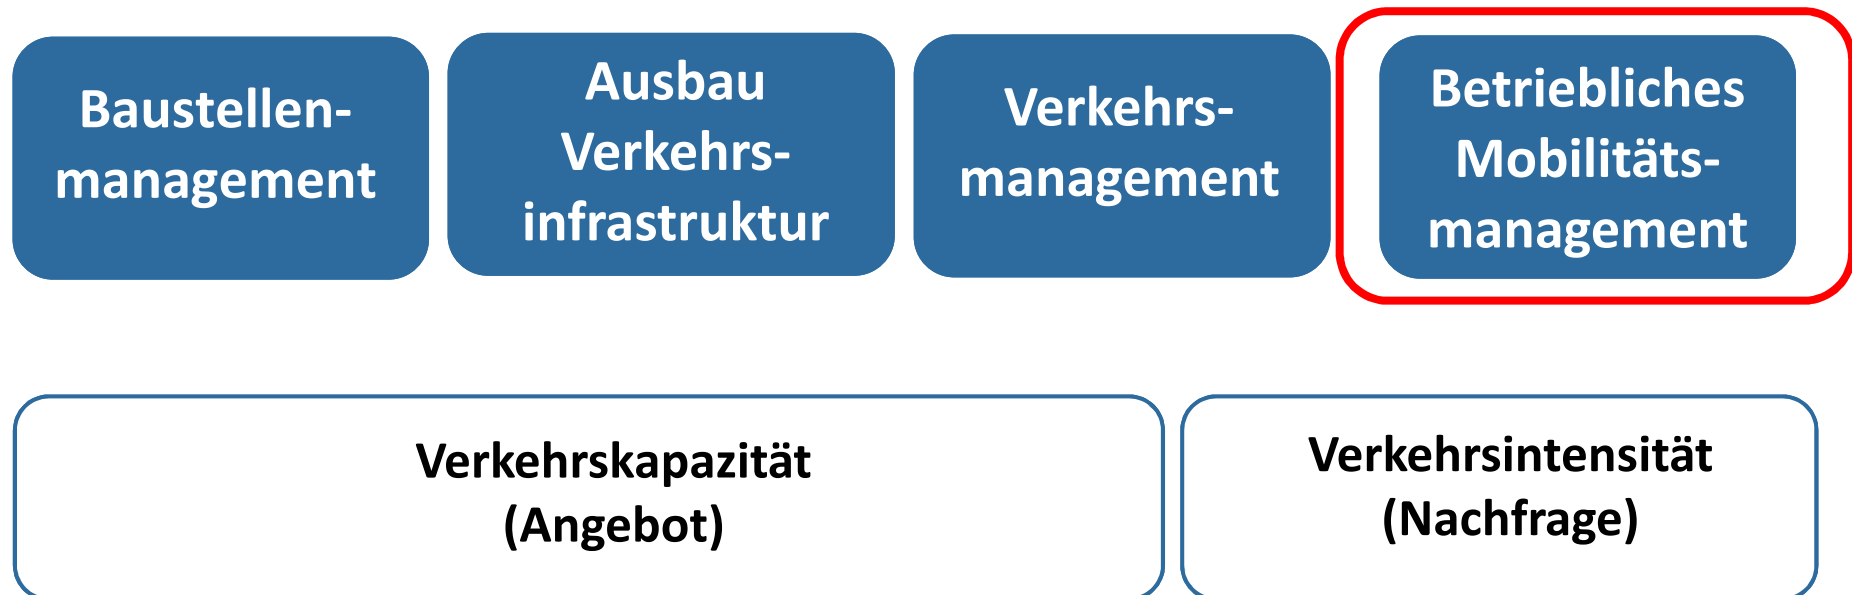 Baustellen-
management
Ausbau
Verkehrs-
infrastruktur
Verkehrs-
management
Betriebliches
Mobilitäts-
management
Verkehrskapazität
(Angebot)
Verkehrsintensität
(Nachfrage)